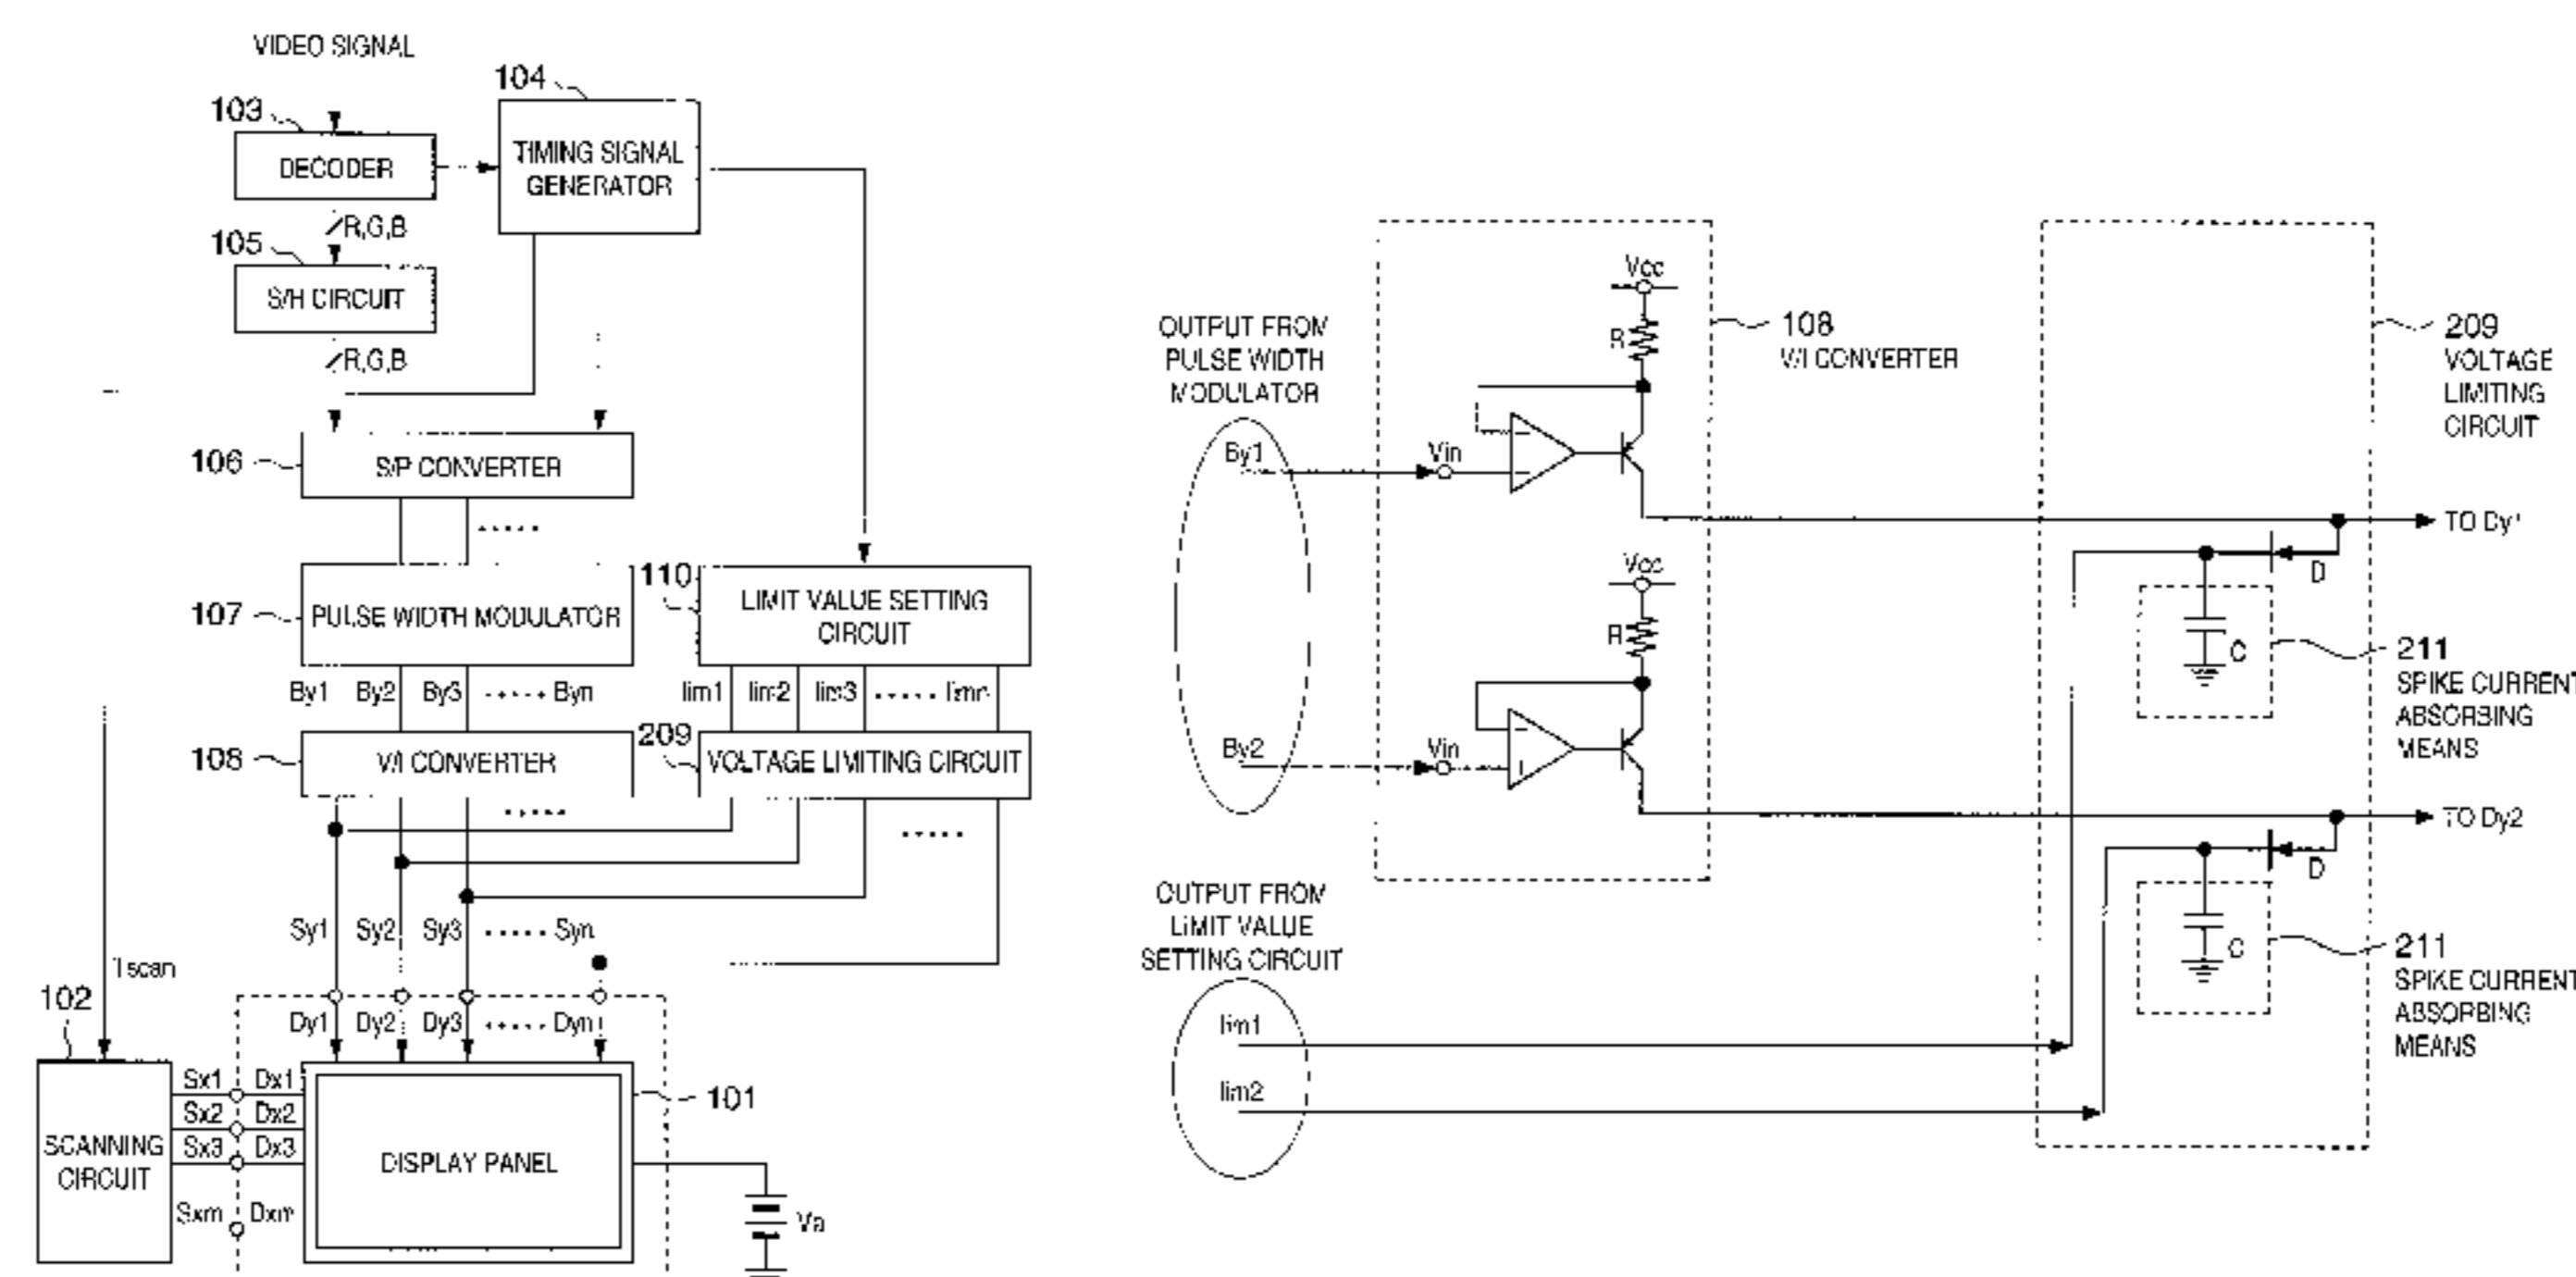 VIDEO SIGNAL
104
103
DECODER
TIMING SIGNAL
GENERATOR
R,G,B
105
S/H CIRCUIT
R,G,B
106
S/P CONVERTER
107
PULSE WIDTH MODULATOR
110
LIMIT VALUE SETTING
CIRCUIT
By1 By2 By3 ..... Byn
lim1 lim2 lim3 .....
108
V/I CONVERTER
209
VOLTAGE LIMITING CIRCUIT
Sy1 Sy2 Sy3 ..... Syn
Tscan
102
Dy1 Dy2 Dy3 ..... Dyn
Sx1 Dx1
Sx2 Dx2
Sx3 Dx3
Sxm Dxm
SCANNING
CIRCUIT
DISPLAY PANEL
101
Va
OUTPUT FROM
PULSE WIDTH
MODULATOR
By1
Vin
Vcc
R
108
V/I CONVERTER
209
VOLTAGE
LIMITING
CIRCUIT
TO Dy1
D
C
211
SPIKE CURRENT
ABSORBING
MEANS
Vcc
R
By2
Vin
TO Dy2
D
C
211
SPIKE CURRENT
ABSORBING
MEANS
OUTPUT FROM
LIMIT VALUE
SETTING CIRCUIT
lim1
lim2